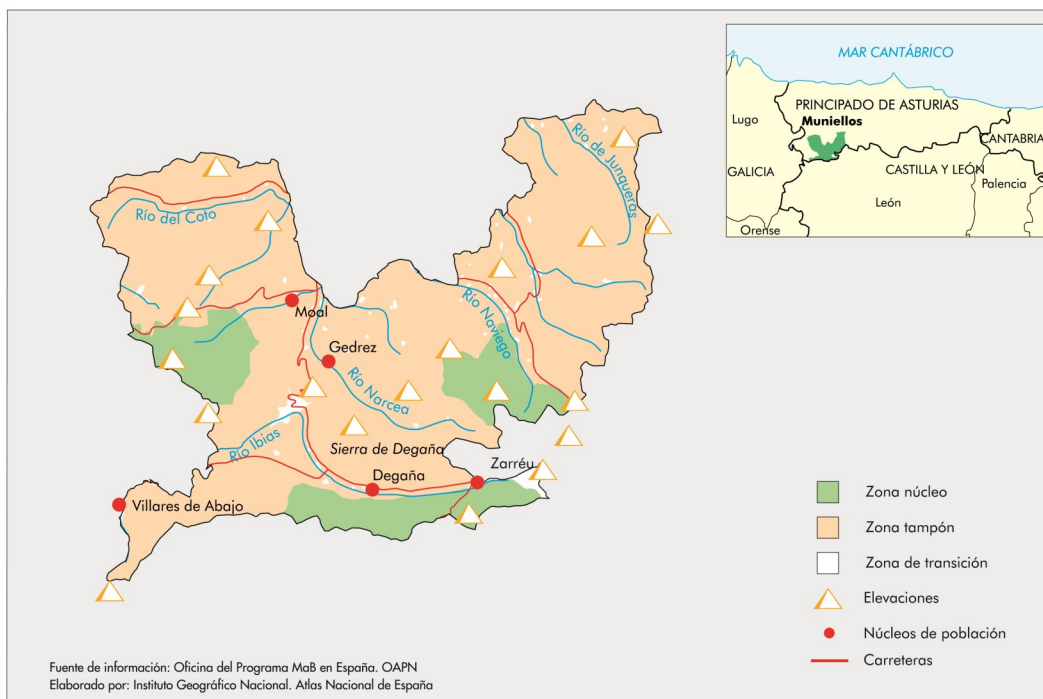 MAR CANTÁBRICO
PRINCIPADO DE ASTURIAS
Lugo
Muniellos
CANTABRIA
GALICIA
CASTILLA Y LEÓN
Palencia
León
Orense
Río de Junqueras
Río del Coto
Moal
Río Naviego
Gedrez
Río Narcea
Río Ibias
Sierra de Degaña
Zarréu
Degaña
Villares de Abajo
Zona núcleo
Zona tampón
Zona de transición
Elevaciones
Núcleos de población
Carreteras
Fuente de información: Oficina del Programa MaB en España. OAPN
Elaborado por: Instituto Geográfico Nacional. Atlas Nacional de España